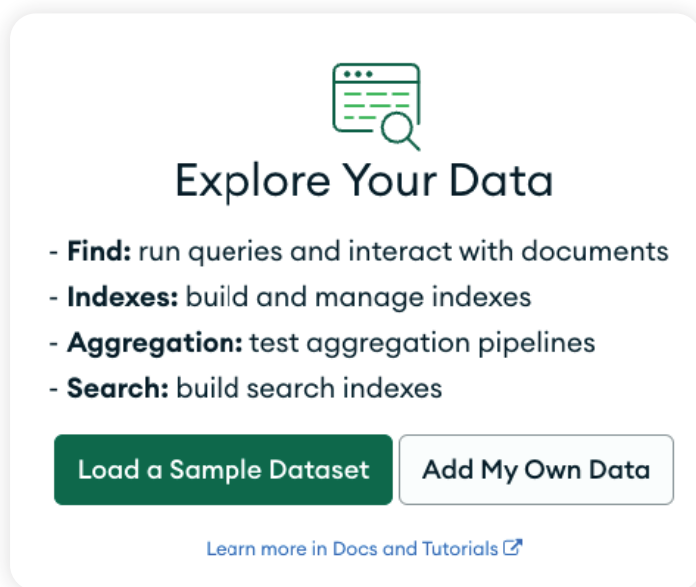 Explore Your Data
- Find: run queries and interact with documents
- Indexes: build and manage indexes
- Aggregation: test aggregation pipelines
- Search: build search indexes
Load a Sample Dataset Add My Own Data
Learn more in Docs and Tutorials